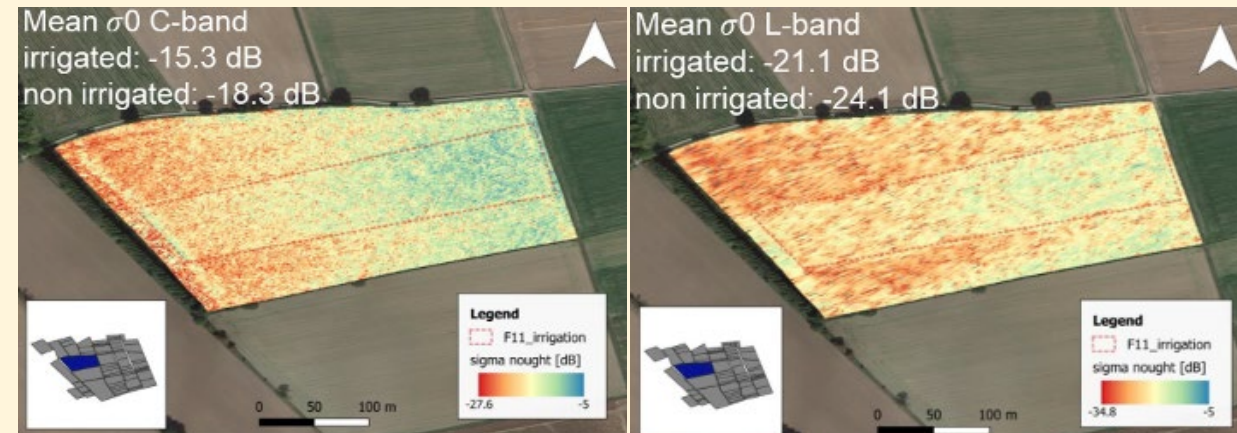 Mean σ0 C-band
irrigated: -15.3 dB
non irrigated: -18.3 dB
Legend
F11_irrigation
sigma nought [dB]
-27.6 -5
0 50 100 m
Mean σ0 L-band
irrigated: -21.1 dB
non irrigated: -24.1 dB
Legend
F11_irrigation
sigma nought [dB]
-34.8 -5
0 50 100 m